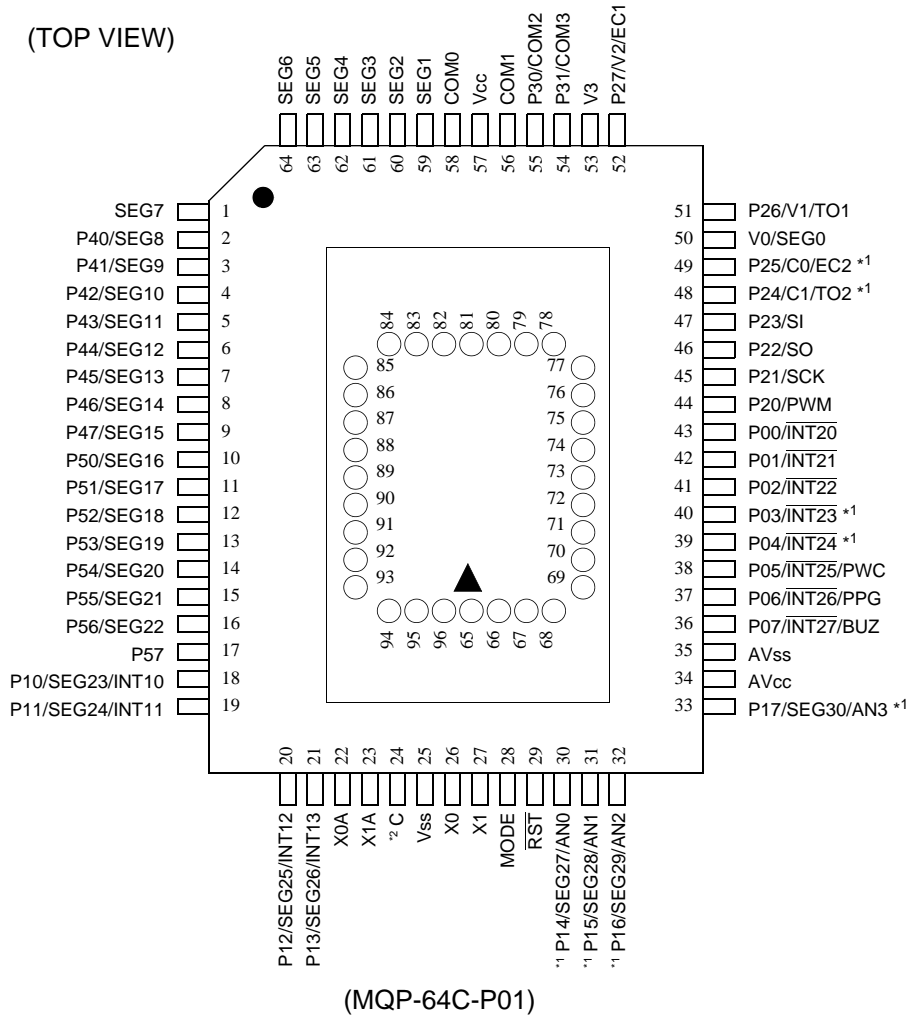 (TOP VIEW)
SEG6
SEG5
SEG4
SEG3
SEG2
SEG1
COM0
Vcc
COM1
P30/COM2
P31/COM3
V3
P27/V2/EC1
64
63
62
61
60
59
58
57
56
55
54
53
52
SEG7 1
P40/SEG8 2
P41/SEG9 3
P42/SEG10 4
P43/SEG11 5
P44/SEG12 6
P45/SEG13 7
P46/SEG14 8
P47/SEG15 9
P50/SEG16 10
P51/SEG17 11
P52/SEG18 12
P53/SEG19 13
P54/SEG20 14
P55/SEG21 15
P56/SEG22 16
P57 17
P10/SEG23/INT10 18
P11/SEG24/INT11 19
84
83
82
81
80
79
78
85
86
87
88
89
90
91
92
93
77
76
75
74
73
72
71
70
69
94
95
96
65
66
67
68
51 P26/V1/TO1
50 V0/SEG0
49 P25/C0/EC2 *1
48 P24/C1/TO2 *1
47 P23/SI
46 P22/SO
45 P21/SCK
44 P20/PWM
43 P00/INT20
42 P01/INT21
41 P02/INT22
40 P03/INT23 *1
39 P04/INT24 *1
38 P05/INT25/PWC
37 P06/INT26/PPG
36 P07/INT27/BUZ
35 AVss
34 AVcc
33 P17/SEG30/AN3 *1
20
21
22
23
24
25
26
27
28
29
30
31
32
P12/SEG25/INT12
P13/SEG26/INT13
X0A
X1A
*2 C
Vss
X0
X1
MODE
RST
*1 P14/SEG27/AN0
*1 P15/SEG28/AN1
*1 P16/SEG29/AN2
(MQP-64C-P01)